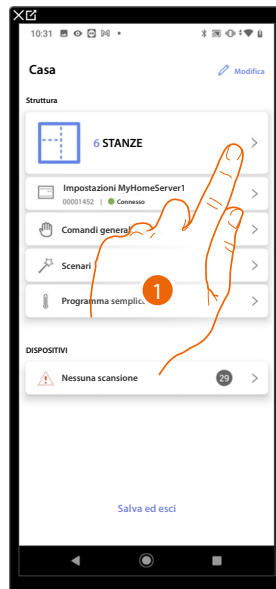 10:31
Casa
Modifica
Struttura
6 STANZE
Impostazioni MyHomeServer1
00001452 | Connesso
Comandi general
Scenari
1
Programma semplic
DISPOSITIVI
Nessuna scansione 29
Salva ed esci